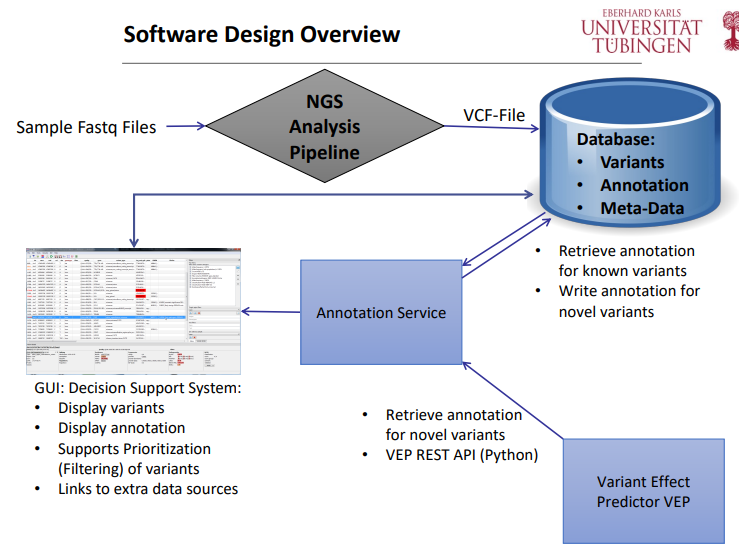 Software Design Overview
EBERHARD KARLS
UNIVERSITÄT
TÜBINGEN
NGS
Analysis
Pipeline
Sample Fastq Files
VCF-File
Database:
• Variants
• Annotation
• Meta-Data
• Retrieve annotation
for known variants
• Write annotation for
novel variants
Annotation Service
GUI: Decision Support System:
• Display variants
• Display annotation
• Supports Prioritization
(Filtering) of variants
• Links to extra data sources
• Retrieve annotation
for novel variants
• VEP REST API (Python)
Variant Effect
Predictor VEP